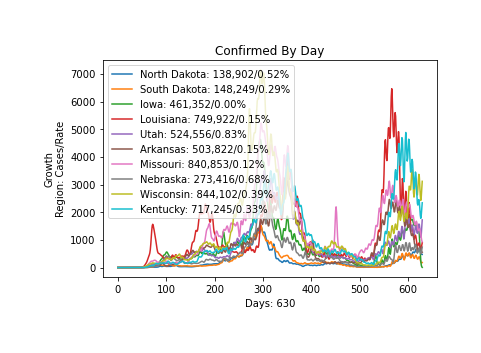 Confirmed By Day
North Dakota: 138,902/0.52%
South Dakota: 148,249/0.29%
Iowa: 461,352/0.00%
Louisiana: 749,922/0.15%
Utah: 524,556/0.83%
Arkansas: 503,822/0.15%
Missouri: 840,853/0.12%
Nebraska: 273,416/0.68%
Wisconsin: 844,102/0.39%
Kentucky: 717,245/0.33%
Growth
Region: Cases/Rate
7000
6000
5000
4000
3000
2000
1000
0
0 100 200 300 400 500 600
Days: 630